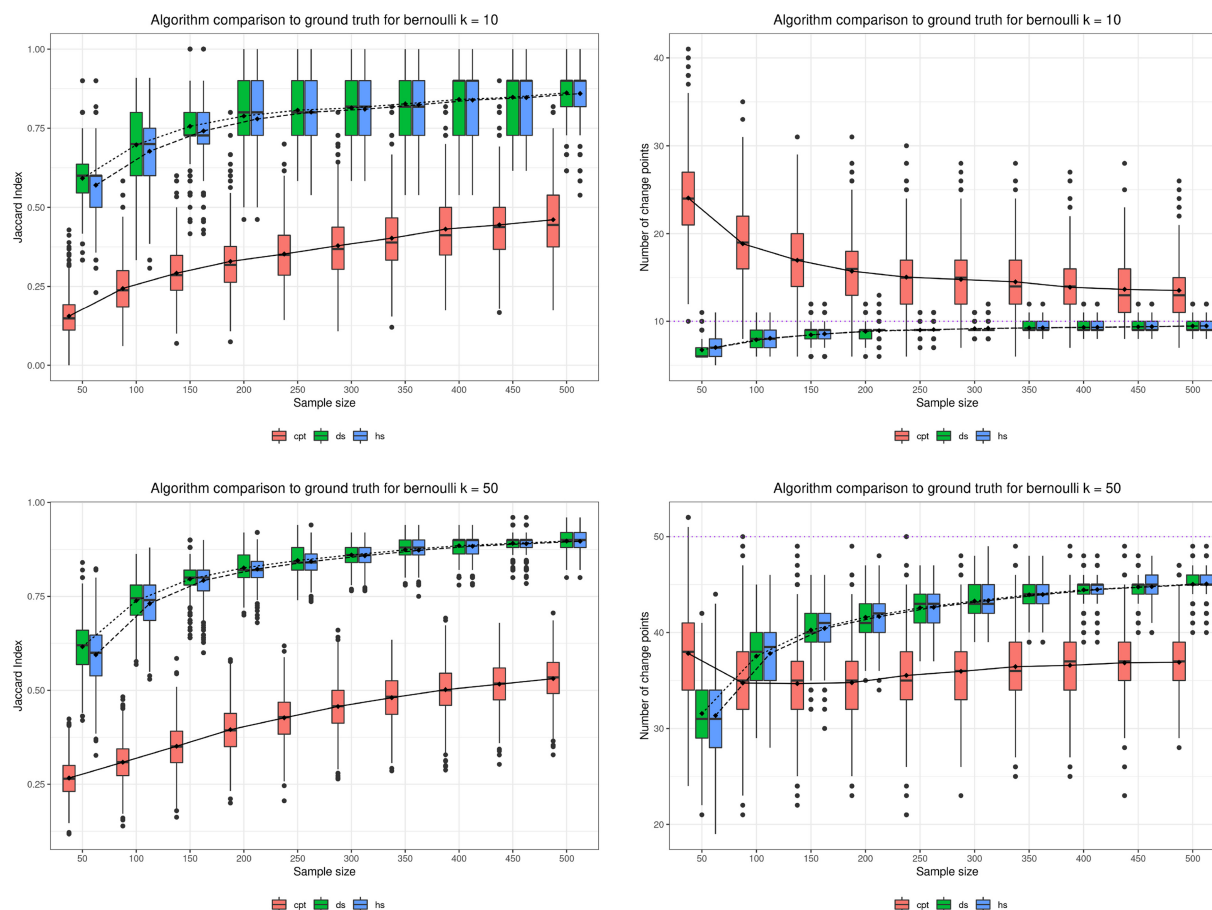 Algorithm comparison to ground truth for bernoulli k = 10
Jaccard Index
1.00
0.75
0.50
0.25
0.00
50 100 150 200 250 300 350 400 450 500
Sample size
cpt ds hs
Algorithm comparison to ground truth for bernoulli k = 10
Number of change points
40
30
20
10
50 100 150 200 250 300 350 400 450 500
Sample size
cpt ds hs
Algorithm comparison to ground truth for bernoulli k = 50
Jaccard Index
1.00
0.75
0.50
0.25
50 100 150 200 250 300 350 400 450 500
Sample size
cpt ds hs
Algorithm comparison to ground truth for bernoulli k = 50
Number of change points
50
40
30
20
50 100 150 200 250 300 350 400 450 500
Sample size
cpt ds hs